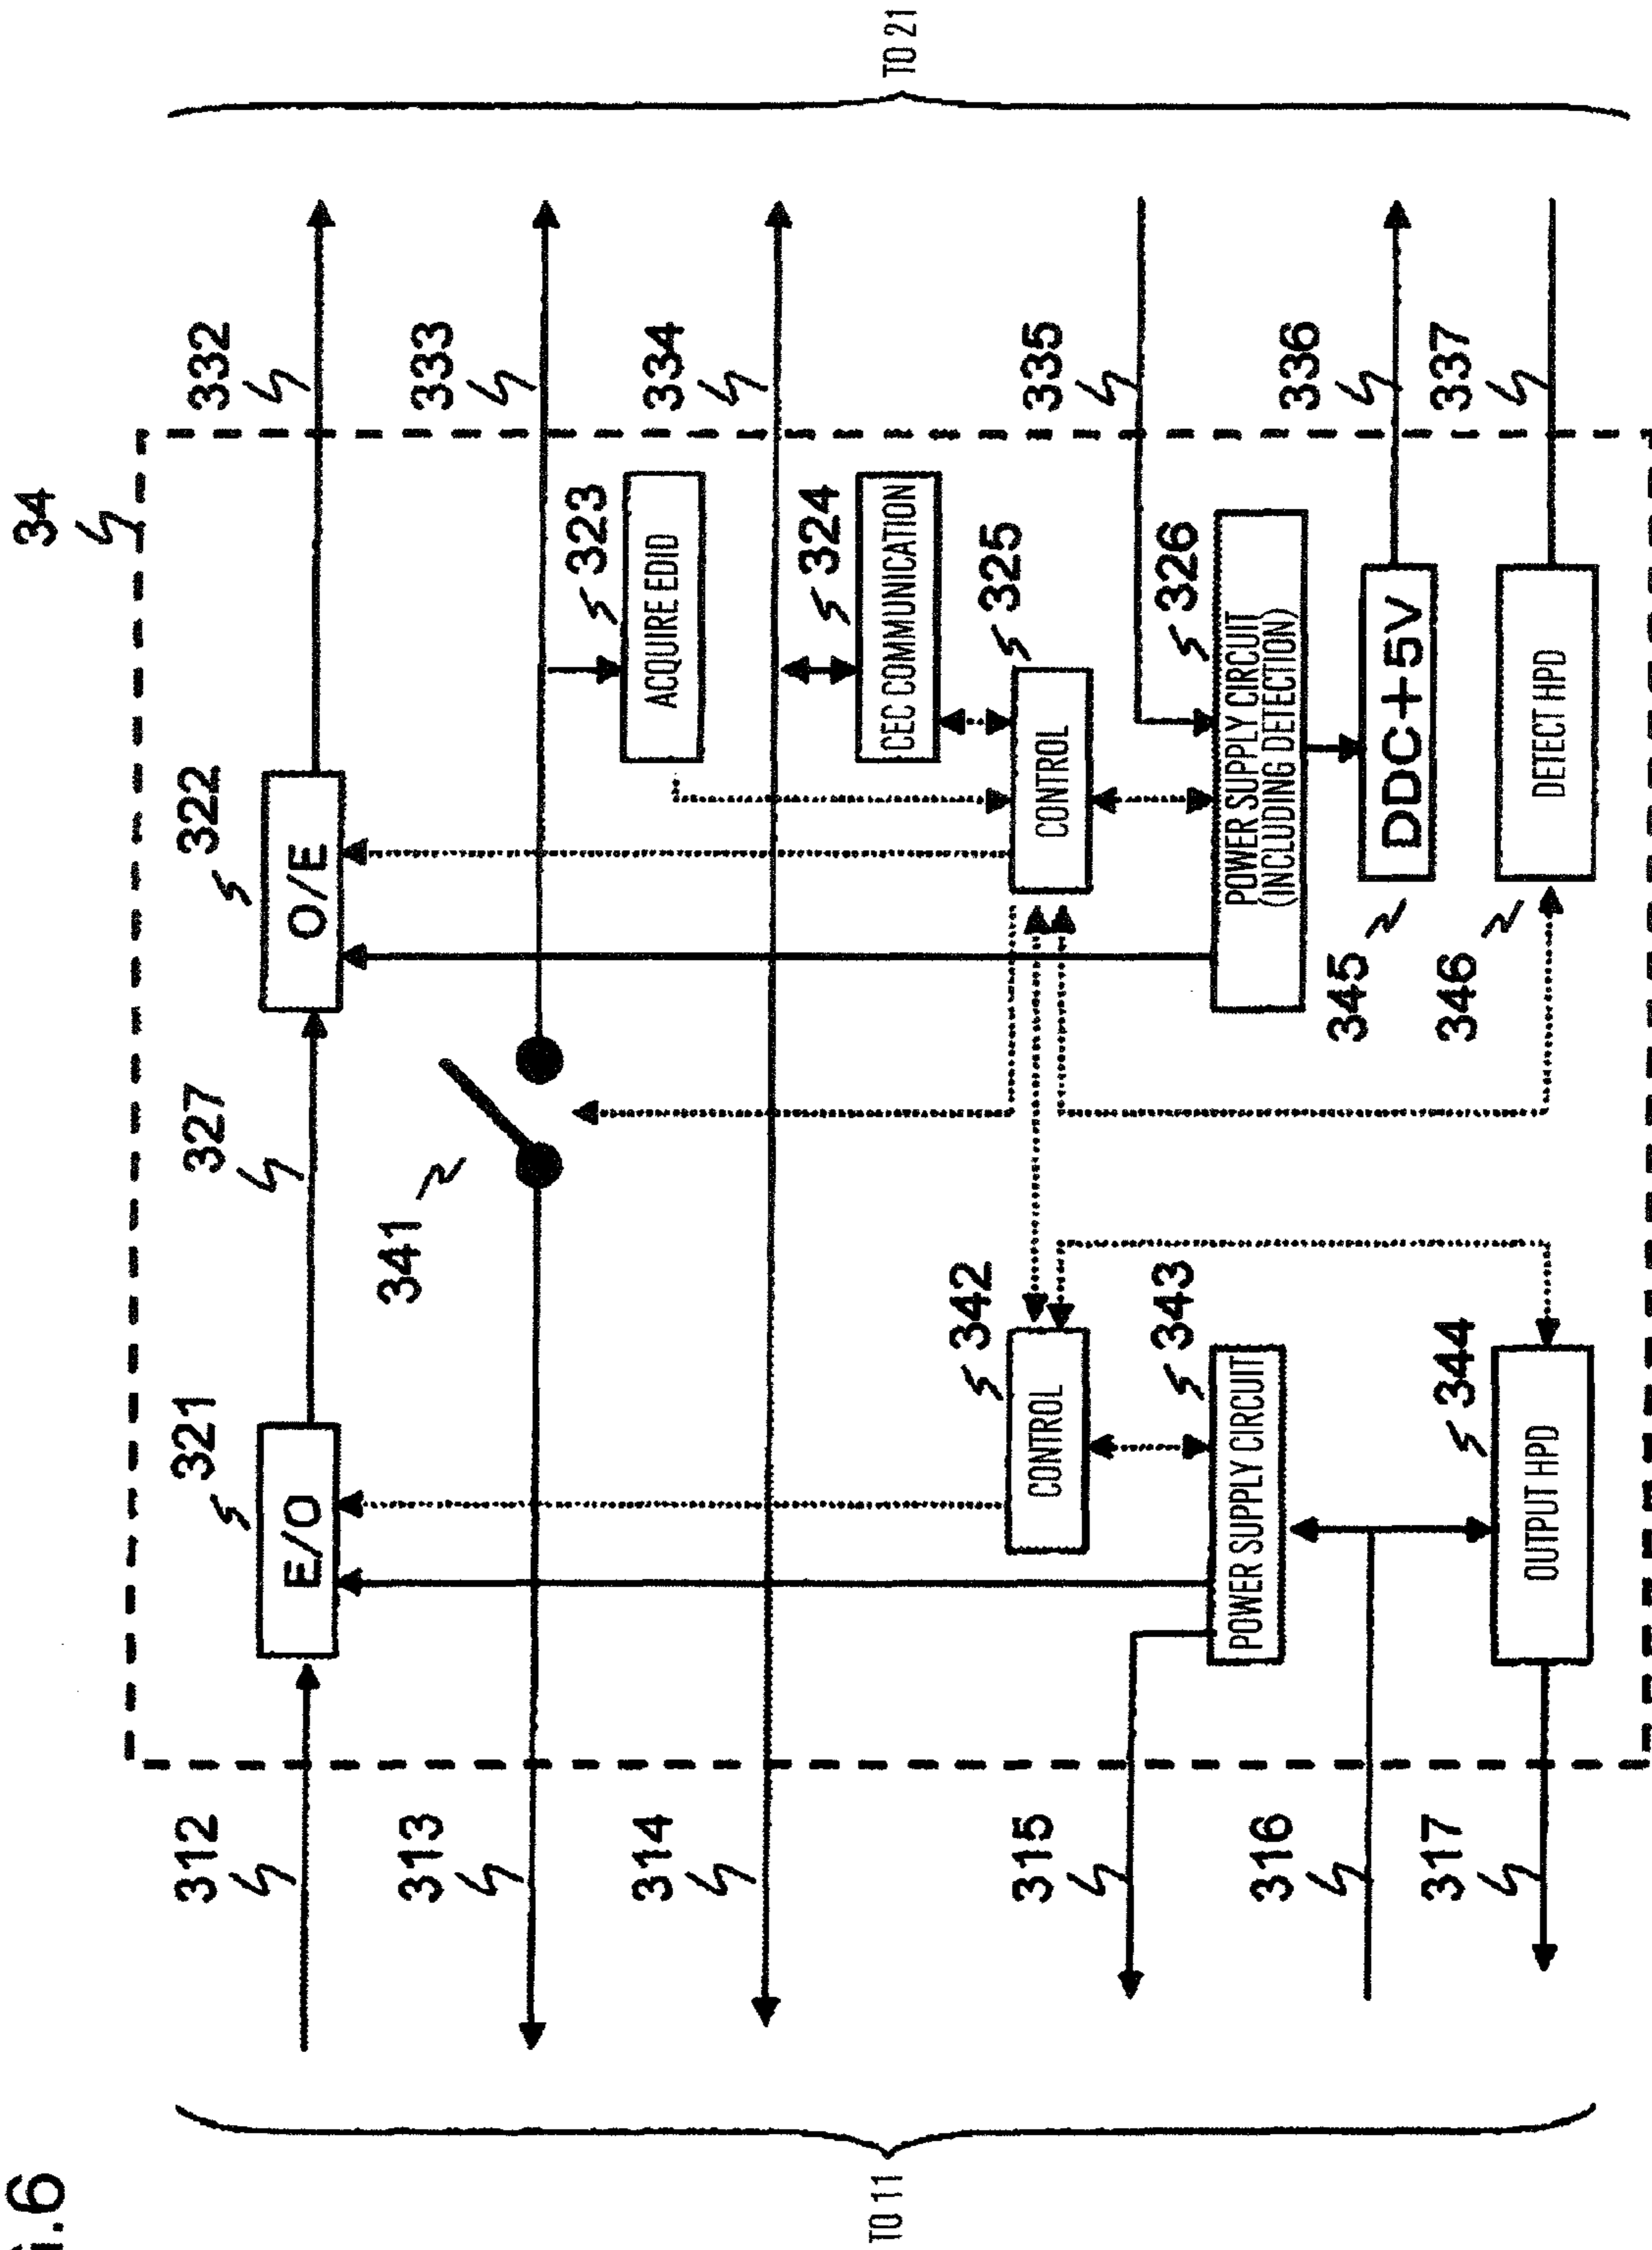 G.6
34
TO 11
TO 21
312
321
E/O
327
322
O/E
332
313
341
333
323
ACQUIRE EDID
314
334
324
CEC COMMUNICATION
342
CONTROL
325
CONTROL
315
335
343
POWER SUPPLY CIRCUIT
326
POWER SUPPLY CIRCUIT
(INCLUDING DETECTION)
316
345
DDC+5V
336
317
344
OUTPUT HPD
346
DETECT HPD
337